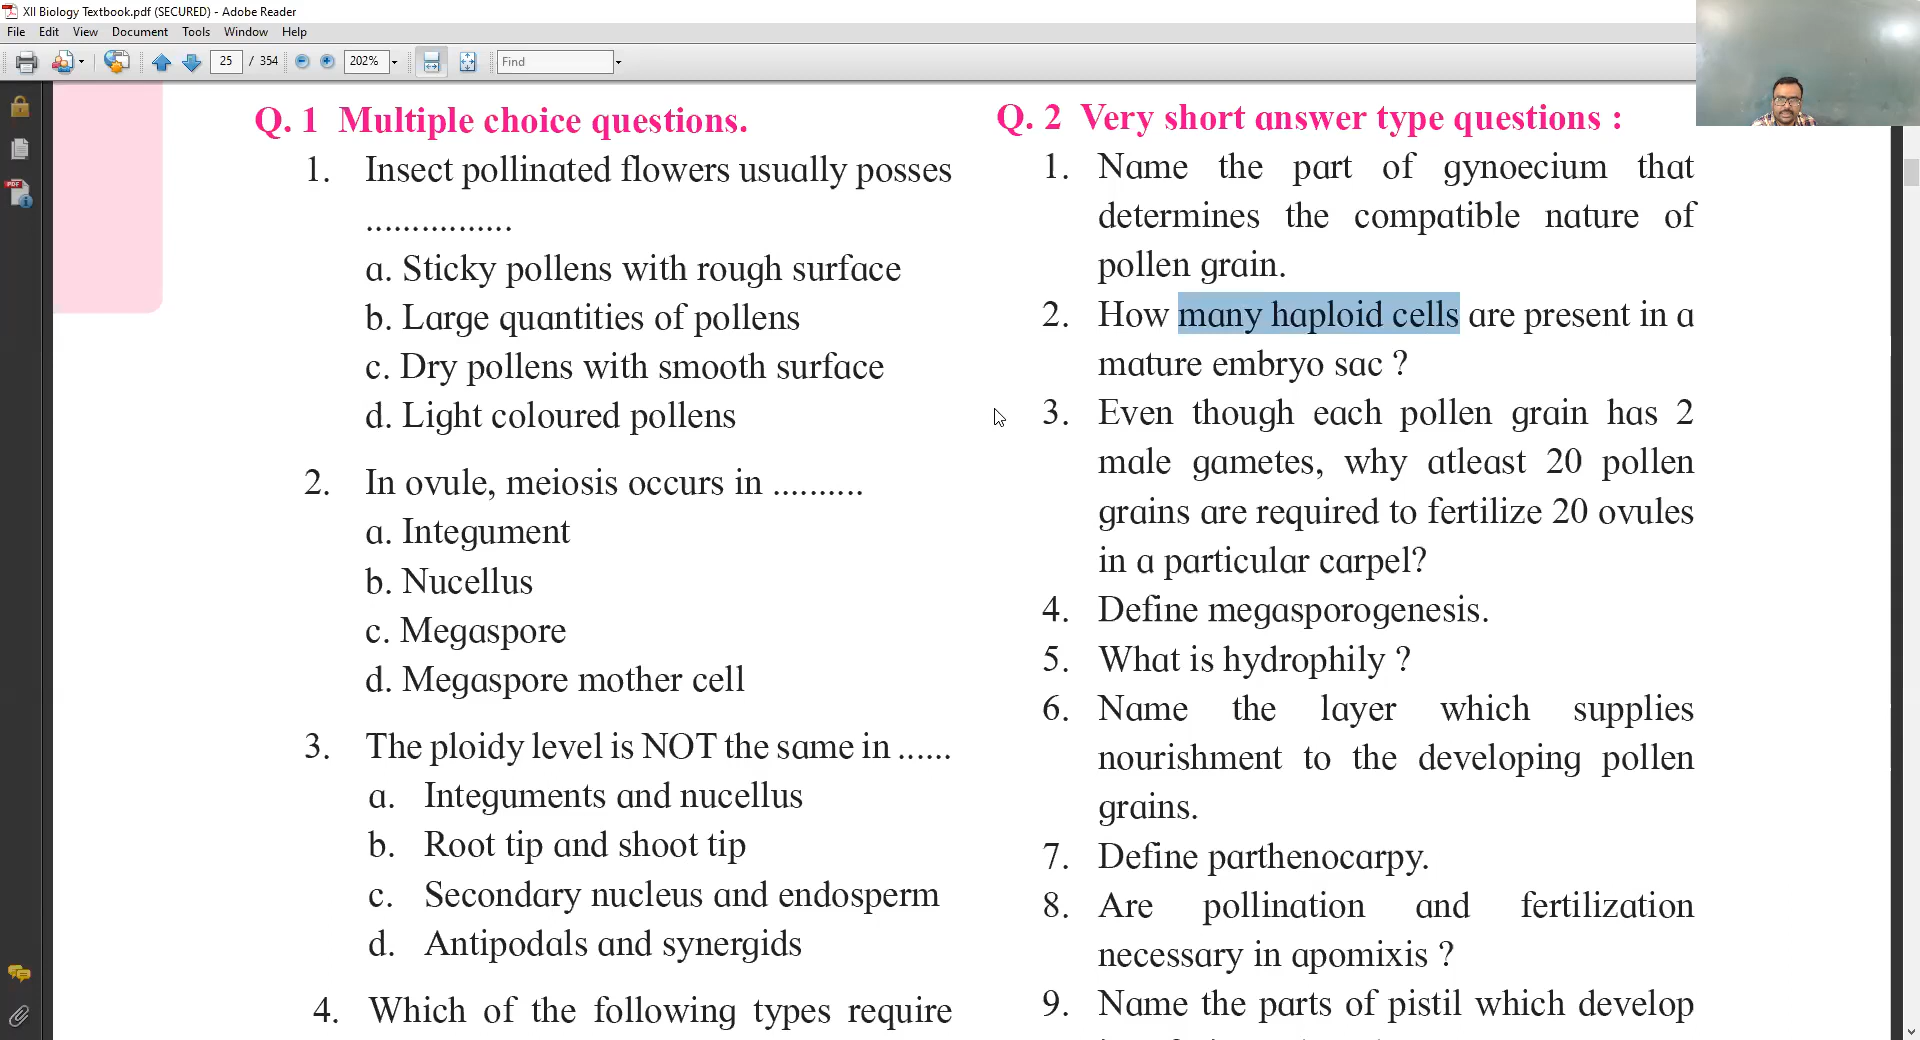 XII Biology Textbook.pdf (SECURED) - Adobe Reader
File Edit View Document Tools Window Help
25 / 354 202% Find
Q. 1 Multiple choice questions.
1. Insect pollinated flowers usually posses
................
a. Sticky pollens with rough surface
b. Large quantities of pollens
c. Dry pollens with smooth surface
d. Light coloured pollens
2. In ovule, meiosis occurs in ..........
a. Integument
b. Nucellus
c. Megaspore
d. Megaspore mother cell
3. The ploidy level is NOT the same in ......
a. Integuments and nucellus
b. Root tip and shoot tip
c. Secondary nucleus and endosperm
d. Antipodals and synergids
4. Which of the following types require
Q. 2 Very short answer type questions :
1. Name the part of gynoecium that
determines the compatible nature of
pollen grain.
2. How many haploid cells are present in a
mature embryo sac ?
3. Even though each pollen grain has 2
male gametes, why atleast 20 pollen
grains are required to fertilize 20 ovules
in a particular carpel?
4. Define megasporogenesis.
5. What is hydrophily ?
6. Name the layer which supplies
nourishment to the developing pollen
grains.
7. Define parthenocarpy.
8. Are pollination and fertilization
necessary in apomixis ?
9. Name the parts of pistil which develop